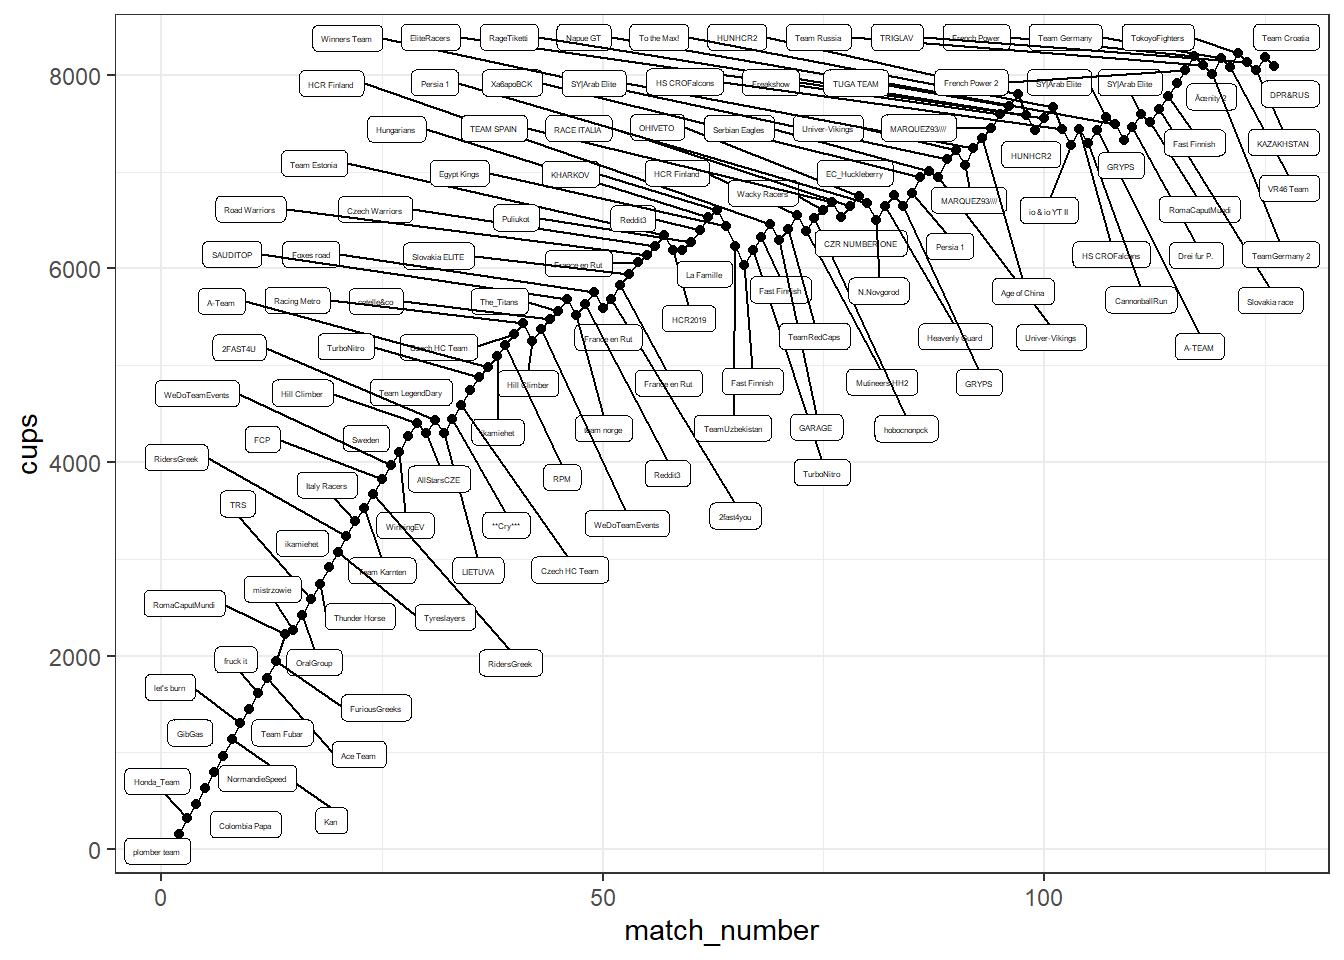 Winners Team
EliteRacers
RageTiketti
Napue GT
To the Max!
HUNHCR2
Team Russia
TRIGLAV
French Power
Team Germany
TokoyoFighters
Team Croatia
8000
HCR Finland
Persia 1
XaбapoBCK
SY|Arab Elite
HS CROFalcons
Freakshow
TUGA TEAM
French Power 2
SY|Arab Elite
SY|Arab Elite
DPR&RUS
Hungarians
TEAM SPAIN
RACE ITALIA
OHIVETO
Serbian Eagles
Univer-Vikings
MARQUEZ93////
Fast Finnish
KAZAKHSTAN
HUNHCR2
GRYPS
Team Estonia
Egypt Kings
KHARKOV
HCR Finland
EC_Huckleberry
VR46 Team
Wacky Racers
MARQUEZ93////
Road Warriors
Czech Warriors
Puliukot
Reddit3
io & io YT II
RomaCaputMundi
CZR NUMBER ONE
Persia 1
SAUDITOP
Foxes road
Slovakia ELITE
France en Rut
HS CROFalcons
Drei fur P.
TeamGermany 2
6000
La Famille
Fast Finnish
N.Novgorod
Age of China
CannonballRun
Slovakia race
A-Team
Racing Metro
The_Titans
HCR2019
2FAST4U
TurboNitro
Czech HC Team
France en Rut
TeamRedCaps
Heavenly Guard
Univer-Vikings
A-TEAM
WeDoTeamEvents
Hill Climber
Team LegendDary
Hill Climber
France en Rut
Fast Finnish
Mutineers HH2
GRYPS
FCP
Sweden
ikamiehet
team norge
TeamUzbekistan
GARAGE
hobocnonpck
4000
RidersGreek
AllStarsCZE
RPM
Reddit3
TurboNitro
Italy Racers
TRS
WinningEV
**Cry***
WeDoTeamEvents
2fast4you
ikamiehet
Team Karnten
LIETUVA
Czech HC Team
mistrzowie
RomaCaputMundi
Thunder Horse
Tyreslayers
2000
fruck it
OralGroup
RidersGreek
let's burn
FuriousGreeks
GibGas
Team Fubar
Ace Team
Honda_Team
NormandieSpeed
Colombia Papa
Kan
0
plomber team
0
50
100
match_number
cups